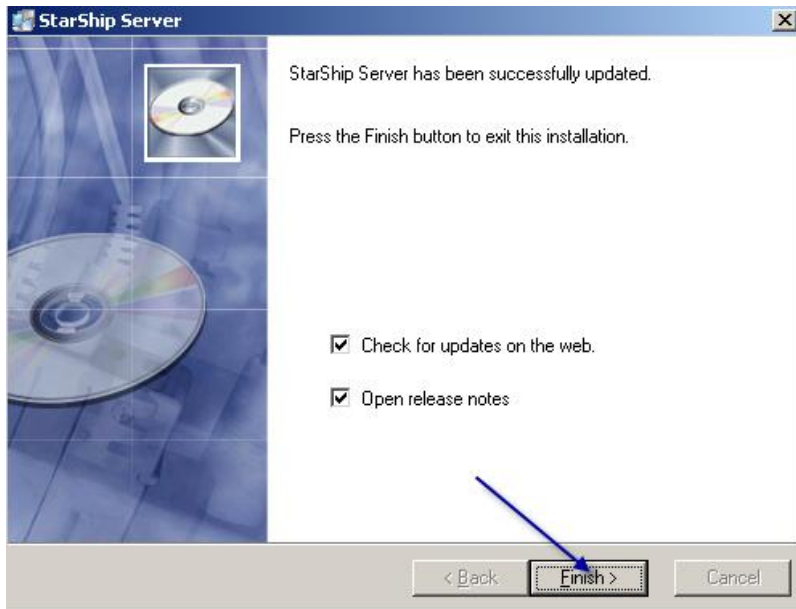 StarShip Server
StarShip Server has been successfully updated.
Press the Finish button to exit this installation.
Check for updates on the web.
Open release notes
< Back
Finish >
Cancel